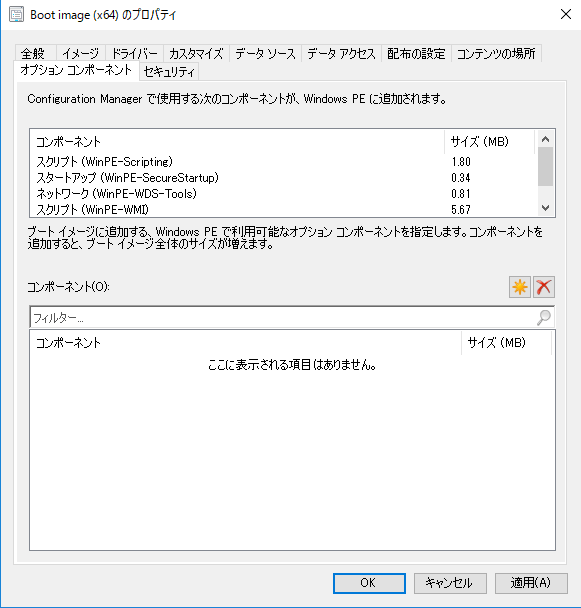 Boot image (x64) のプロパティ
全般 イメージ ドライバー カスタマイズ データ ソース データ アクセス 配布の設定 コンテンツの場所
オプション コンポーネント セキュリティ
Configuration Manager で使用する次のコンポーネントが、Windows PE に追加されます。
コンポーネント サイズ (MB)
スクリプト (WinPE-Scripting) 1.80
スタートアップ (WinPE-SecureStartup) 0.84
ネットワーク (WinPE-WDS-Tools) 0.81
スクリプト (WinPE-WMI) 5.67
ブート イメージに追加する、Windows PE で利用可能なオプション コンポーネントを指定します。コンポーネントを
追加すると、ブート イメージ全体のサイズが増えます。
コンポーネント(O):
フィルター...
コンポーネント サイズ (MB)
ここに表示される項目はありません。
OK キャンセル 適用(A)